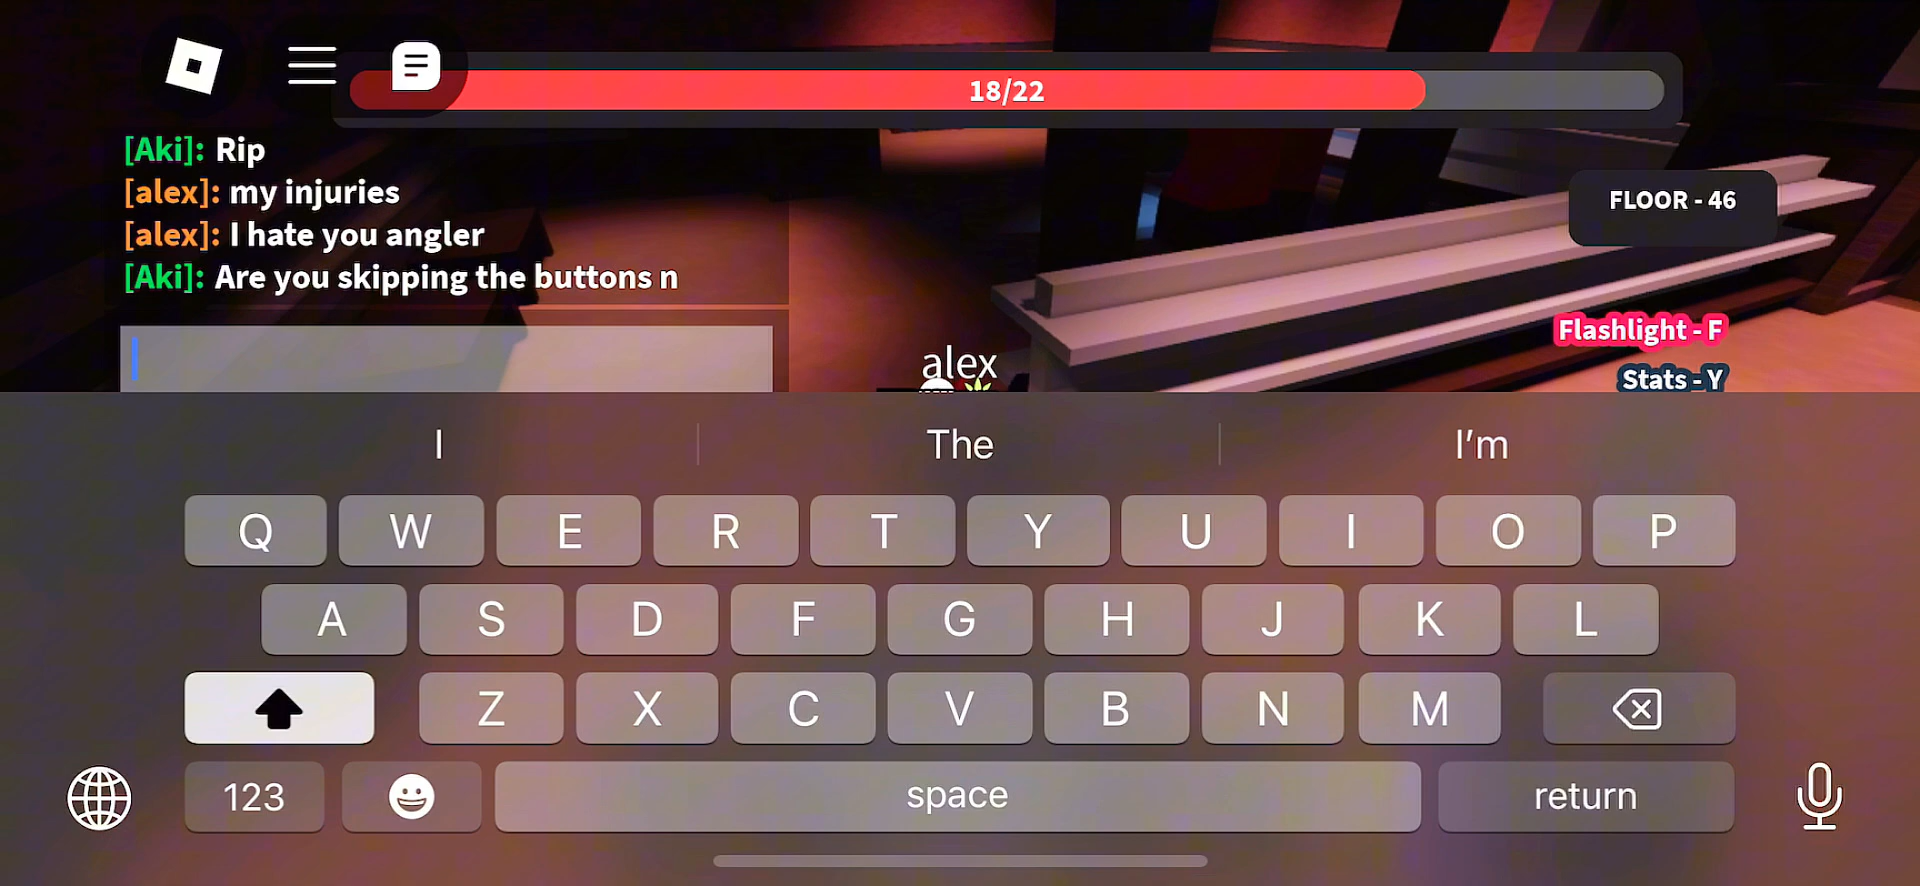 18/22
[Aki]: Rip
[alex]: my injuries
[alex]: I hate you angler
[Aki]: Are you skipping the buttons n
FLOOR - 46
Flashlight - F
alex
Stats - Y
I The I'm
Q W E R T Y U I O P
A S D F G H J K L
Z X C V B N M
123 space return